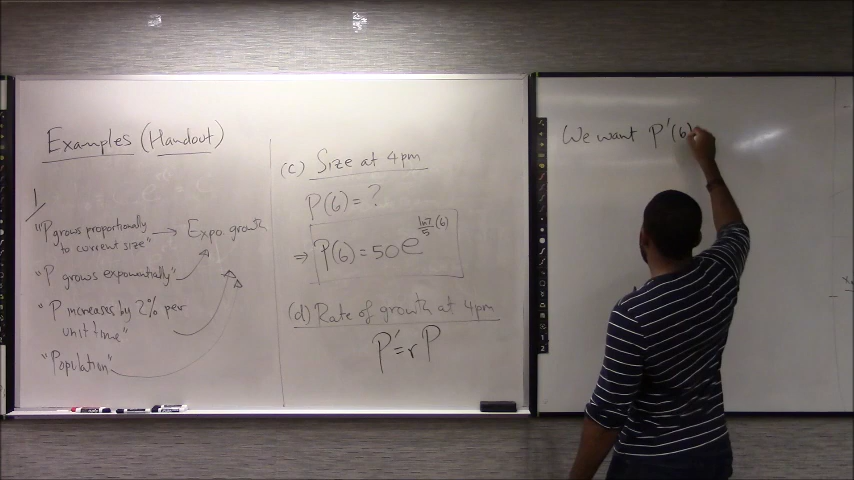 Examples (Handout)
1
"P grows proportionally → Expo. growth
to current size"
"P grows exponentially"
"P increases by 2% per
unit time"
"Population"
(c) Size at 4pm
P(6) = ?
⇒ P(6) = 50e^{\frac{ln7}{5}(6)}
(d) Rate of growth at 4pm
P' = rP
We want P'(6)